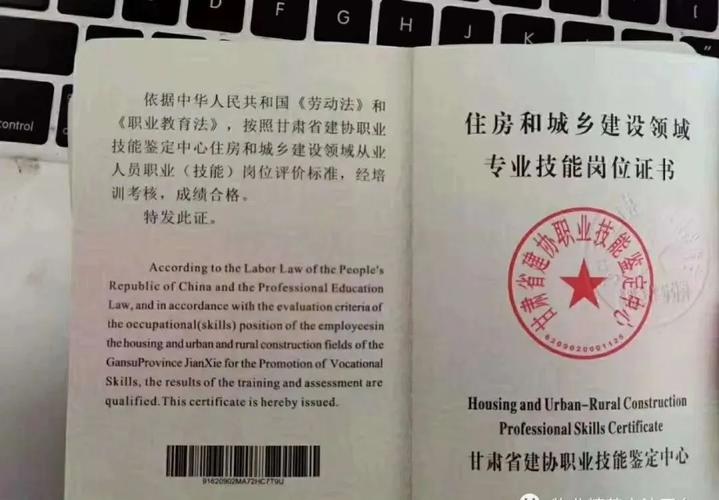 依据中华人民共和国《劳动法》和
《职业教育法》，按照甘肃省建协职业
技能鉴定中心住房和城乡建设领域从业
人员职业（技能）岗位评价标准，经培
训考核，成绩合格。
特发此证。
According to the Labor Law of the People's
Republic of China and the Professional Education
Law, and in accordance with the evaluation criteria of
the occupational(skills) position of the employeesin
the housing and urban and rural construction fields of the
GansuProvince JianXie for the Promotion of Vocational
Skills, the results of the training and assessment are
qualified. This certificate is hereby issued.
91620902MA72HC7T9U
住房和城乡建设领域
专业技能岗位证书
甘肃省建协职业技能鉴定中心
6209020001126
Housing and Urban-Rural Construction
Professional Skills Certificate
甘肃省建协职业技能鉴定中心
control
D
F
G
H
J
K
L